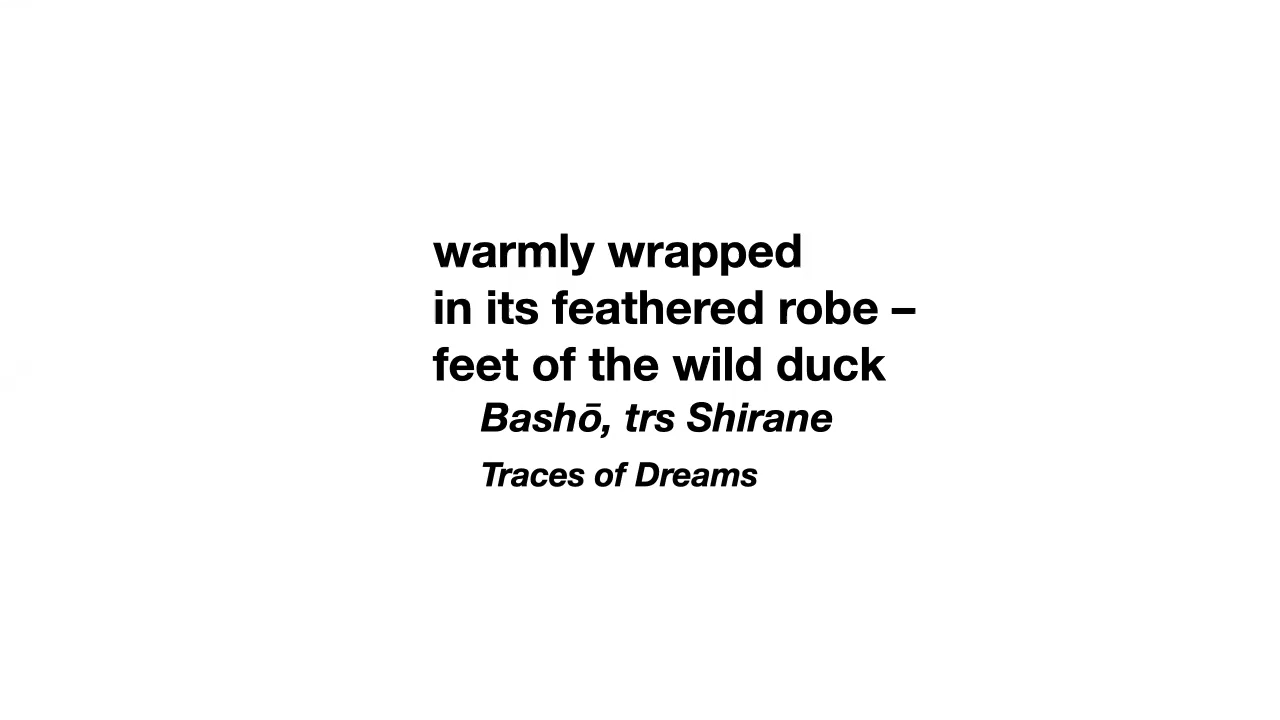 warmly wrapped
in its feathered robe –
feet of the wild duck
Bashō, trs Shirane
Traces of Dreams